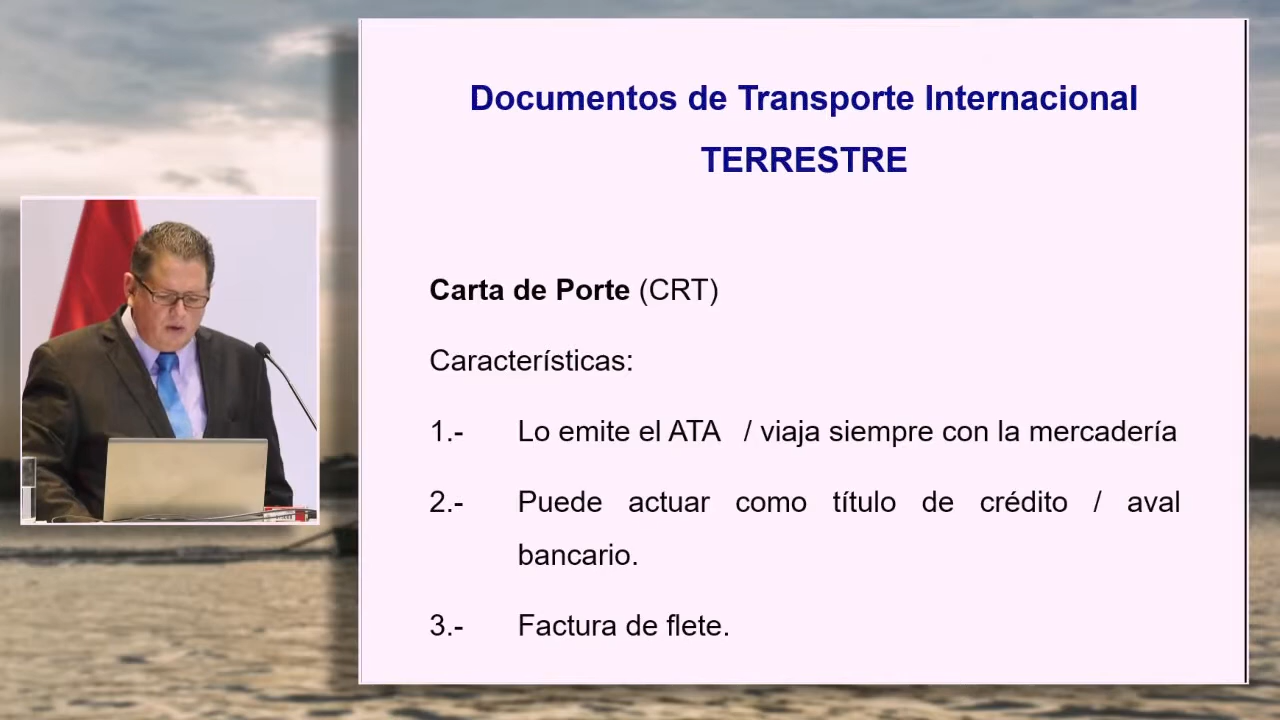 Documentos de Transporte Internacional
TERRESTRE
Carta de Porte (CRT)
Características:
1.- Lo emite el ATA / viaja siempre con la mercadería
2.- Puede actuar como título de crédito / aval
bancario.
3.- Factura de flete.